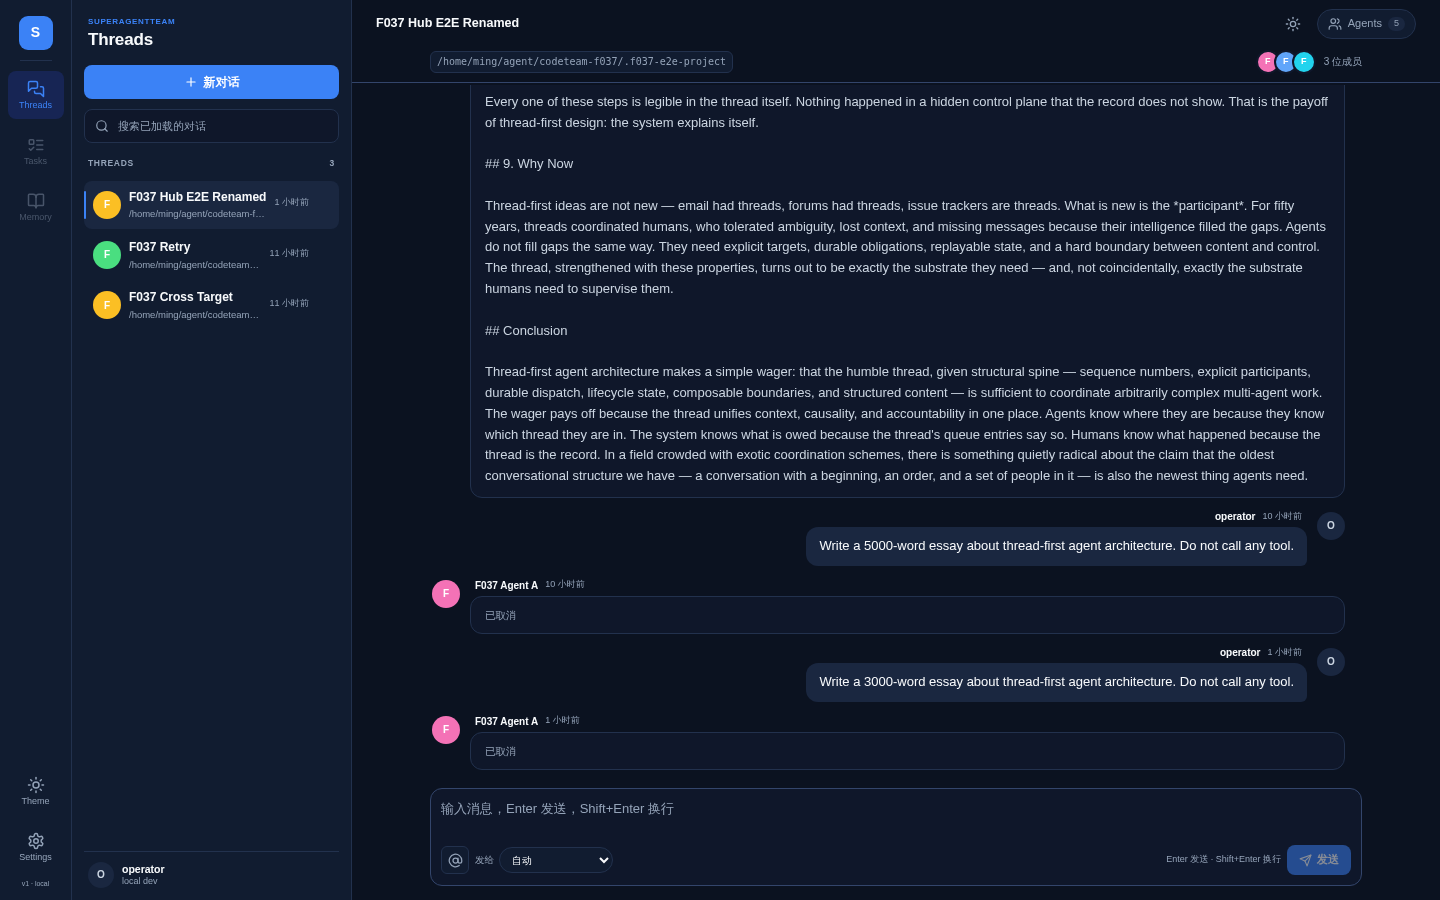 S
Threads
Tasks
Memory
Theme
Settings
v1 · local
SUPERAGENTTEAM
Threads
新对话
搜索已加载的对话
THREADS 3
F
F037 Hub E2E Renamed
1 小时前
/home/ming/agent/codeteam-f…
F
F037 Retry
11 小时前
/home/ming/agent/codeteam…
F
F037 Cross Target
11 小时前
/home/ming/agent/codeteam…
O
operator
local dev
F037 Hub E2E Renamed
Agents 5
/home/ming/agent/codeteam-f037/.f037-e2e-project
F F F 3 位成员
Every one of these steps is legible in the thread itself. Nothing happened in a hidden control plane that the record does not show. That is the payoff
of thread-first design: the system explains itself.
## 9. Why Now
Thread-first ideas are not new — email had threads, forums had threads, issue trackers are threads. What is new is the *participant*. For fifty
years, threads coordinated humans, who tolerated ambiguity, lost context, and missing messages because their intelligence filled the gaps. Agents
do not fill gaps the same way. They need explicit targets, durable obligations, replayable state, and a hard boundary between content and control.
The thread, strengthened with these properties, turns out to be exactly the substrate they need — and, not coincidentally, exactly the substrate
humans need to supervise them.
## Conclusion
Thread-first agent architecture makes a simple wager: that the humble thread, given structural spine — sequence numbers, explicit participants,
durable dispatch, lifecycle state, composable boundaries, and structured content — is sufficient to coordinate arbitrarily complex multi-agent work.
The wager pays off because the thread unifies context, causality, and accountability in one place. Agents know where they are because they know
which thread they are in. The system knows what is owed because the thread's queue entries say so. Humans know what happened because the
thread is the record. In a field crowded with exotic coordination schemes, there is something quietly radical about the claim that the oldest
conversational structure we have — a conversation with a beginning, an order, and a set of people in it — is also the newest thing agents need.
operator 10 小时前
O
Write a 5000-word essay about thread-first agent architecture. Do not call any tool.
F
F037 Agent A 10 小时前
已取消
operator 1 小时前
O
Write a 3000-word essay about thread-first agent architecture. Do not call any tool.
F
F037 Agent A 1 小时前
已取消
输入消息，Enter 发送，Shift+Enter 换行
发给 自动
Enter 发送 · Shift+Enter 换行
发送